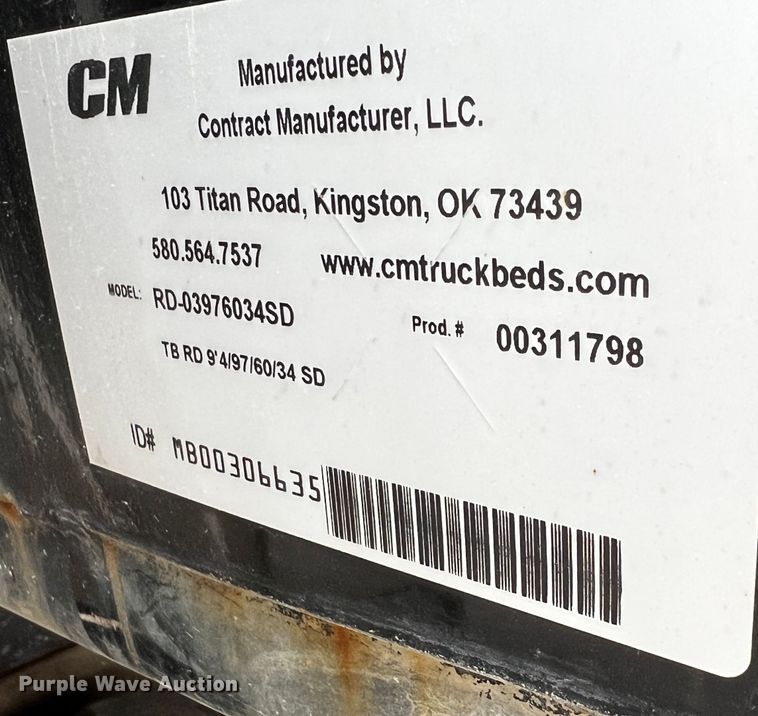 CM
Manufactured by
Contract Manufacturer, LLC.
103 Titan Road, Kingston, OK 73439
580.564.7537 www.cmtruckbeds.com
MODEL: RD-03976034SD
Prod. # 00311798
TB RD 9'4/97/60/34 SD
ID# MB00306635
Purple Wave Auction